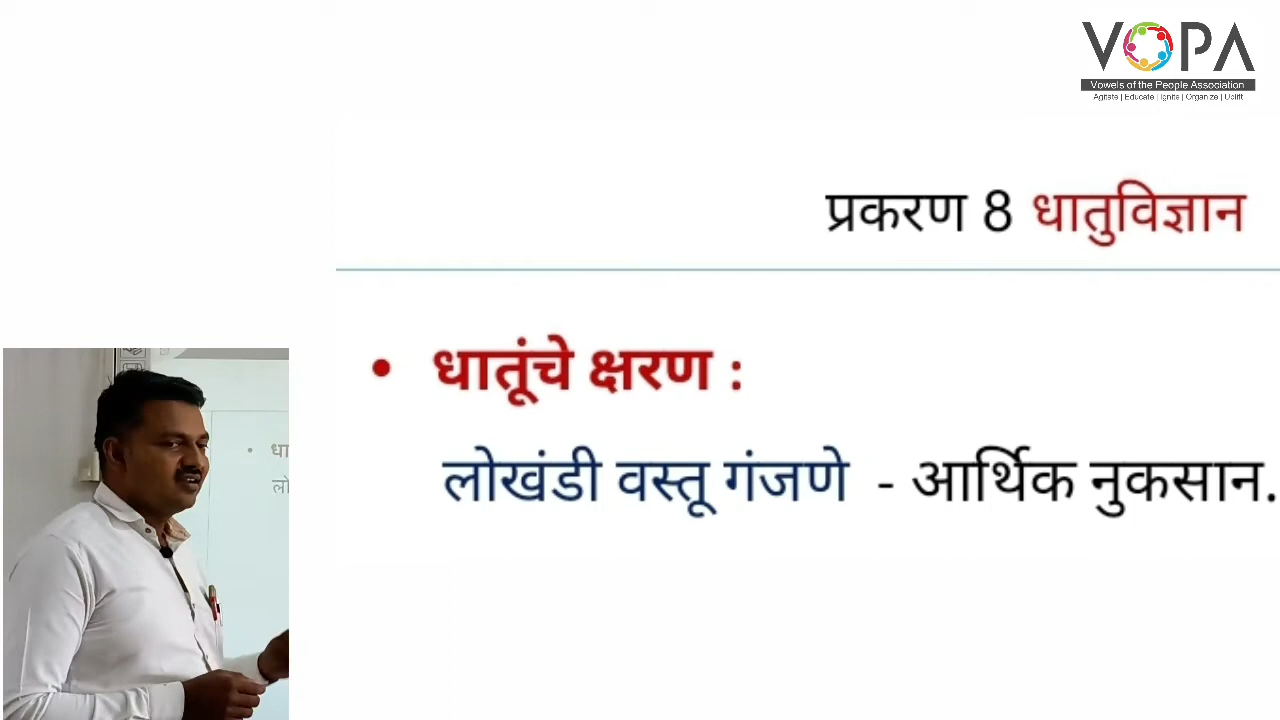 VOPA
Vowels of the People Association
Agitate | Educate | Ignite | Organize | Uplift
प्रकरण 8 धातुविज्ञान
• धातूंचे क्षरण :
लोखंडी वस्तू गंजणे - आर्थिक नुकसान.
• धा
लो